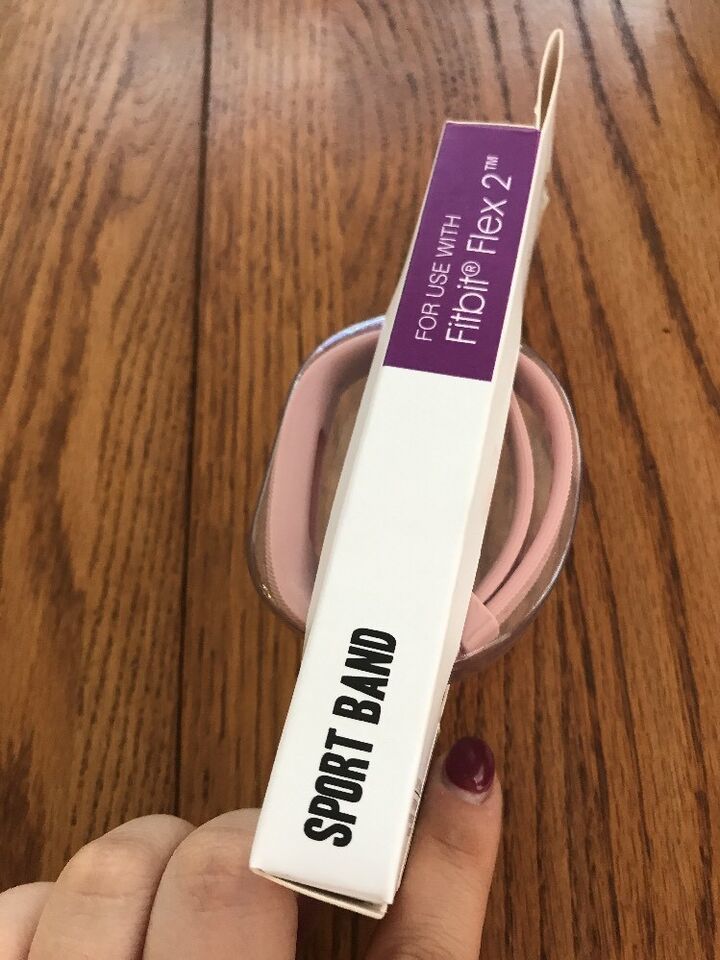 FOR USE WITH
Fitbit® Flex 2™
SPORT BAND